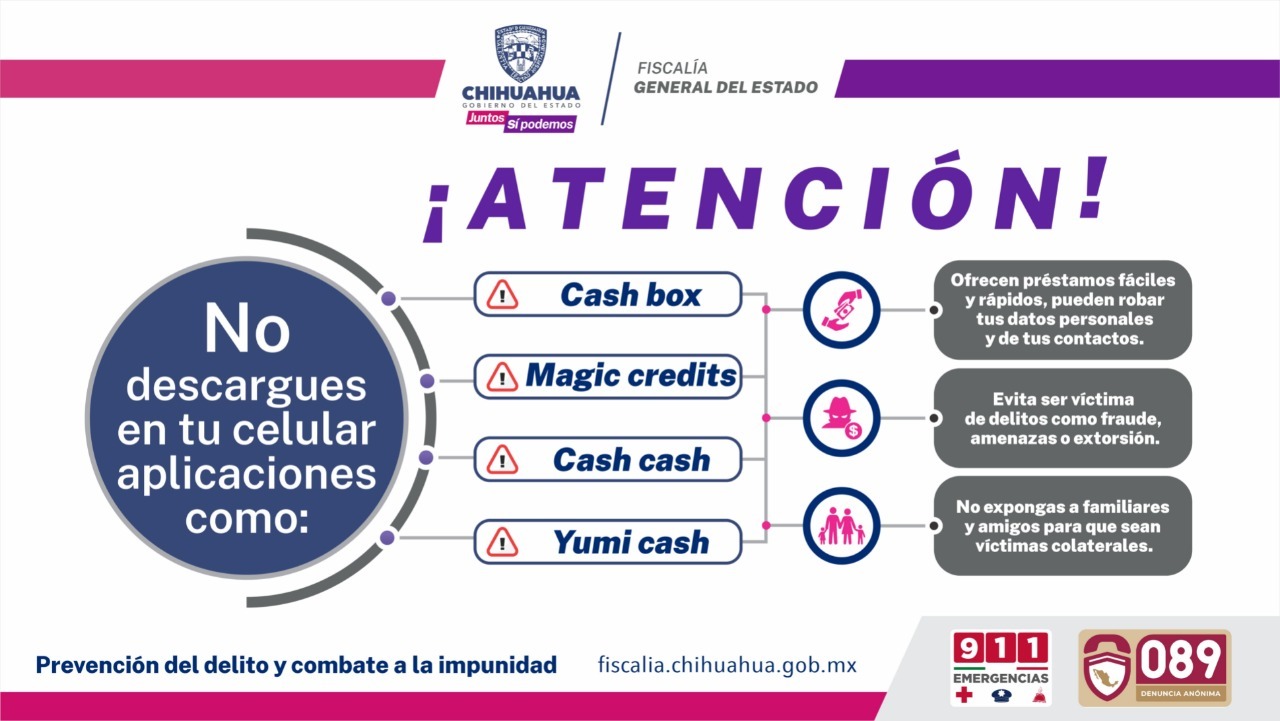 CHIHUAHUA
GOBIERNO DEL ESTADO
Juntos
Sí podemos
FISCALÍA
GENERAL DEL ESTADO
¡ATENCIÓN!
No
descargues
en tu celular
aplicaciones
como:
Cash box
Magic credits
Cash cash
Yumi cash
Ofrecen préstamos fáciles
y rápidos, pueden robar
tus datos personales
y de tus contactos.
Evita ser víctima
de delitos como fraude,
amenazas o extorsión.
No expongas a familiares
y amigos para que sean
víctimas colaterales.
Prevención del delito y combate a la impunidad
fiscalia.chihuahua.gob.mx
911
EMERGENCIAS
089
DENUNCIA ANÓNIMA